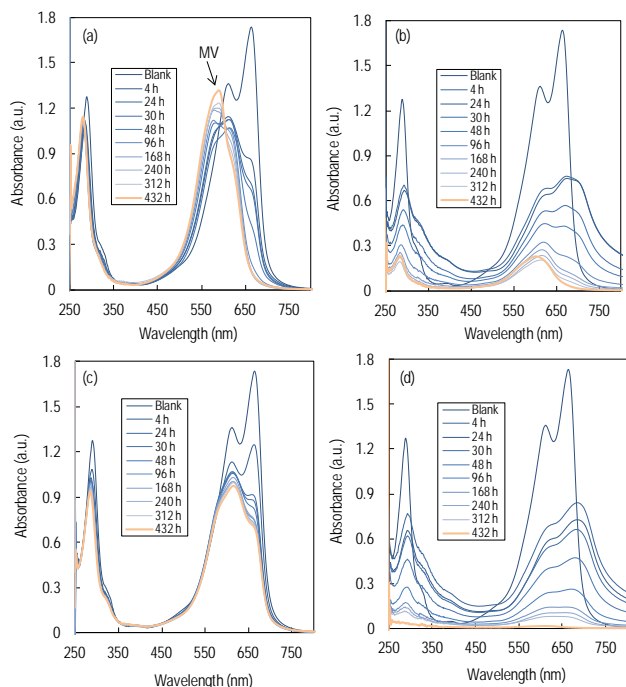 (a)
MV
Blank
4 h
24 h
30 h
48 h
96 h
168 h
240 h
312 h
432 h
Absorbance (a.u.)
1.8
1.5
1.2
0.9
0.6
0.3
0
250 350 450 550 650 750
Wavelength (nm)
(b)
Blank
4 h
24 h
30 h
48 h
96 h
168 h
240 h
312 h
432 h
Absorbance (a.u.)
1.8
1.5
1.2
0.9
0.6
0.3
0
250 350 450 550 650 750
Wavelength (nm)
(c)
Blank
4 h
24 h
30 h
48 h
96 h
168 h
240 h
312 h
432 h
Absorbance (a.u.)
1.8
1.5
1.2
0.9
0.6
0.3
0
250 350 450 550 650 750
Wavelength (nm)
(d)
Blank
4 h
24 h
30 h
48 h
96 h
168 h
240 h
312 h
432 h
Absorbance (a.u.)
1.8
1.5
1.2
0.9
0.6
0.3
0
250 350 450 550 650 750
Wavelength (nm)